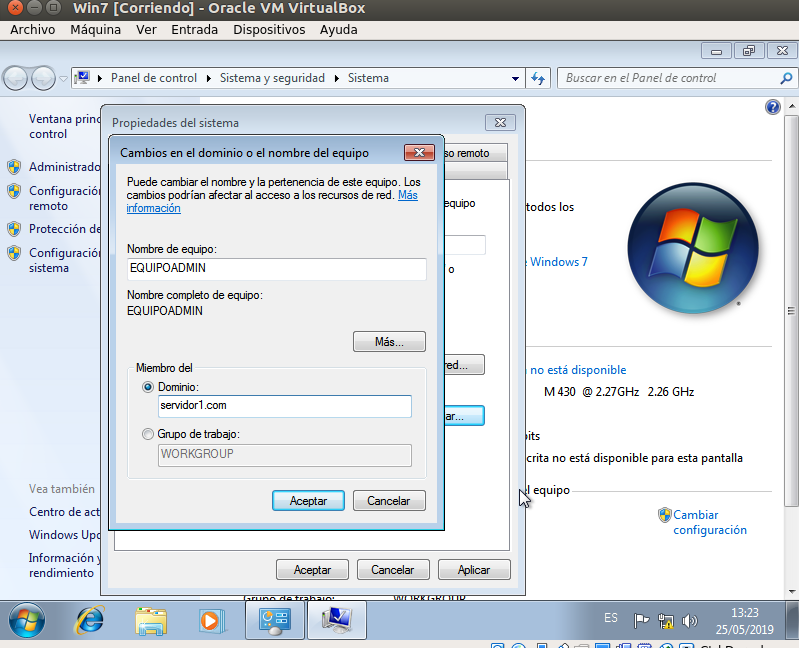 Win7 [Corriendo] - Oracle VM VirtualBox
Archivo Máquina Ver Entrada Dispositivos Ayuda
Panel de control Sistema y seguridad Sistema
Buscar en el Panel de control
Ventana princ
control
Administrado
Configuración
remoto
Protección de
Configuración
sistema
Propiedades del sistema
so remoto
equipo
o
red...
ar...
Cambios en el dominio o el nombre del equipo
Puede cambiar el nombre y la pertenencia de este equipo. Los
cambios podrían afectar al acceso a los recursos de red. Más
información
Nombre de equipo:
EQUIPOADMIN
Nombre completo de equipo:
EQUIPOADMIN
Más...
Miembro del
Dominio:
servidor1.com
Grupo de trabajo:
WORKGROUP
Aceptar Cancelar
Aceptar Cancelar Aplicar
todos los
Windows 7
no está disponible
M 430 @ 2.27GHz 2.26 GHz
bits
crita no está disponible para esta pantalla
el equipo
Cambiar
configuración
Vea también
Centro de act
Windows Upd
Información y
rendimiento
Grupo de trabajo: WORKGROUP
ES
13:23
25/05/2019